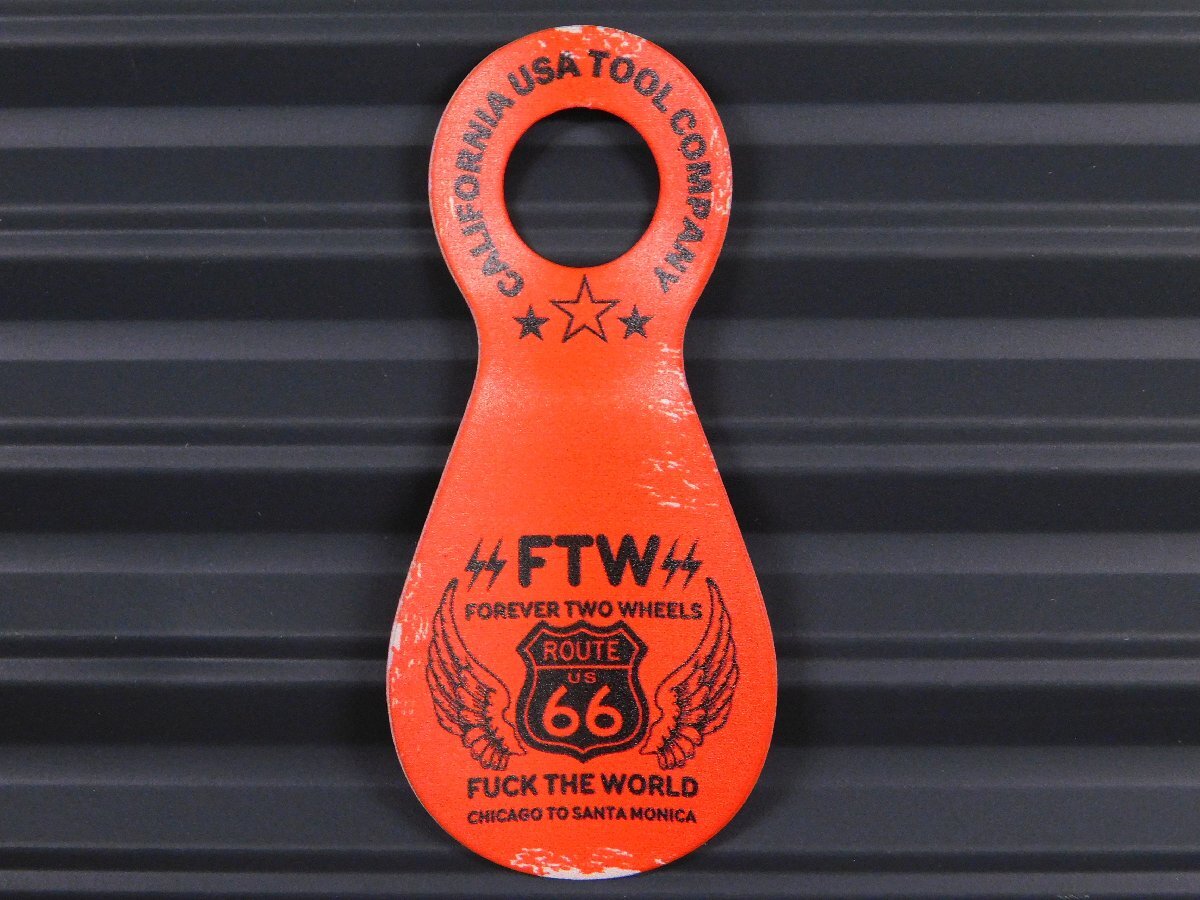 CALIFORNIA USA TOOL COMPANY
FTW
FOREVER TWO WHEELS
ROUTE
US
66
FUCK THE WORLD
CHICAGO TO SANTA MONICA